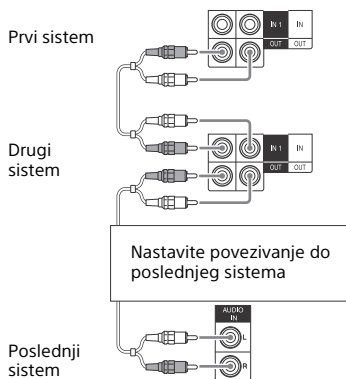 Prvi sistem
IN 1 IN
OUT OUT
Drugi
sistem
IN 1 IN
OUT OUT
Nastavite povezivanje do
poslednjeg sistema
AUDIO
IN
L
Poslednji
sistem
R